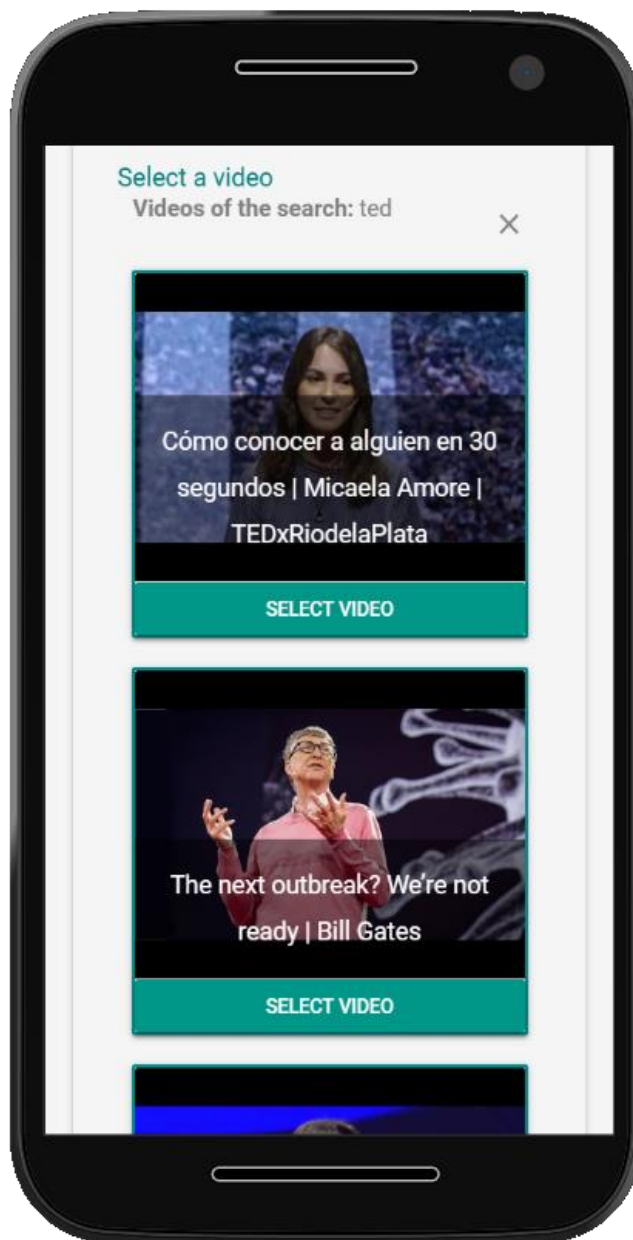 Select a video
Videos of the search: ted
Cómo conocer a alguien en 30
segundos | Micaela Amore |
TEDxRiodelaPlata
SELECT VIDEO
The next outbreak? We're not
ready | Bill Gates
SELECT VIDEO